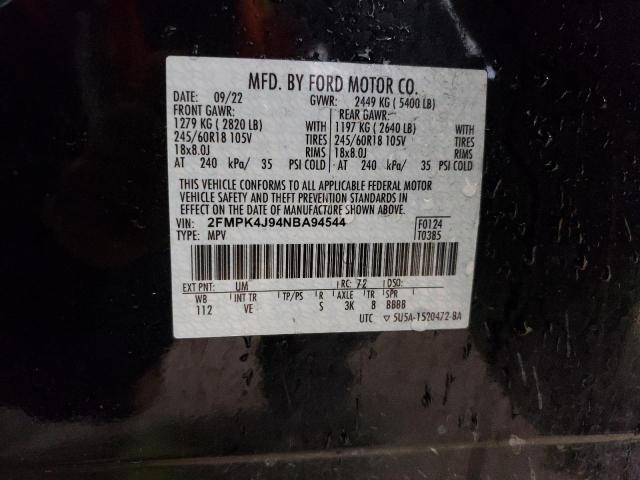 MFD. BY FORD MOTOR CO.
DATE: 09/22 GVWR: 2449 KG ( 5400 LB)
FRONT GAWR: REAR GAWR:
1279 KG ( 2820 LB) WITH 1197 KG ( 2640 LB) WITH
245/60R18 105V TIRES 245/60R18 105V TIRES
18x8.0J RIMS 18x8.0J RIMS
AT 240 kPa/ 35 PSI COLD AT 240 kPa/ 35 PSI COLD
THIS VEHICLE CONFORMS TO ALL APPLICABLE FEDERAL MOTOR
VEHICLE SAFETY AND THEFT PREVENTION STANDARDS IN
EFFECT ON THE DATE OF MANUFACTURE SHOWN ABOVE.
VIN: 2FMPK4J94NBA94544 F0124
TYPE: MPV T0385
EXT PNT: UM RC: 72 DSO:
WB INT TR TP/PS R AXLE TR SPR
112 VE S 3K 8 BBBB
UTC ▽ 5U5A-1520472-BA